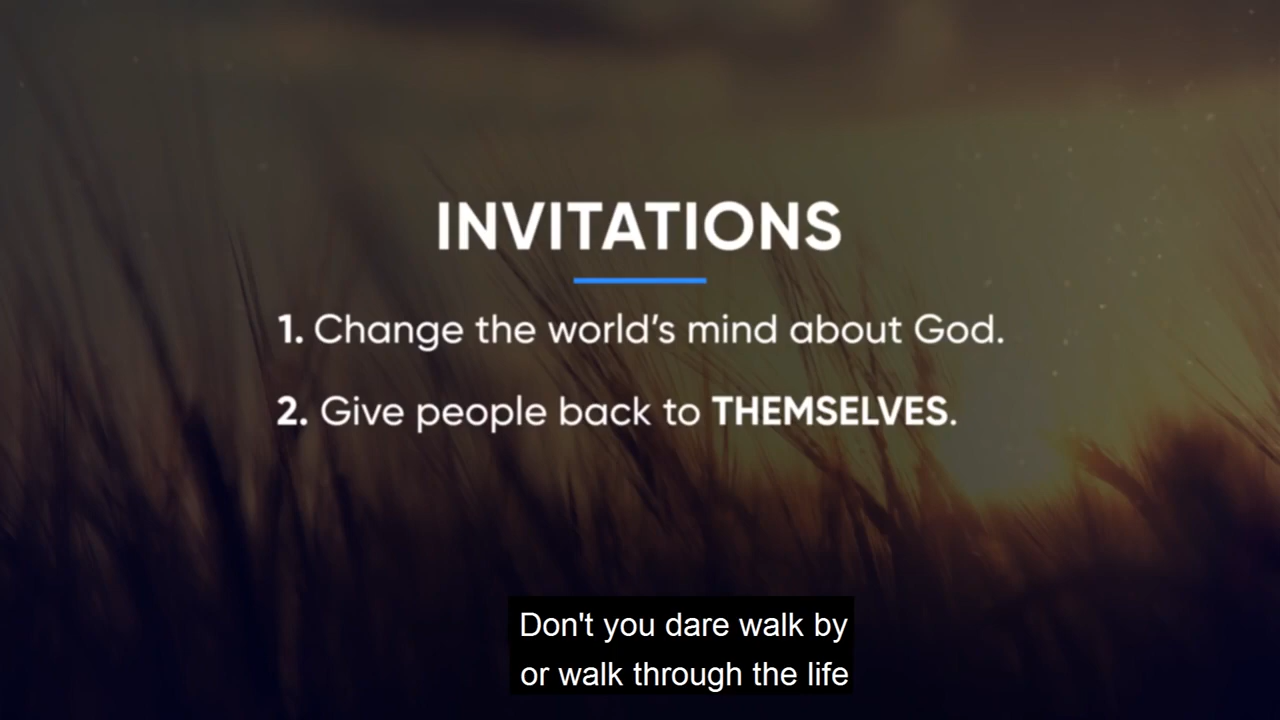 INVITATIONS
1. Change the world’s mind about God.
2. Give people back to THEMSELVES.
Don't you dare walk by
or walk through the life